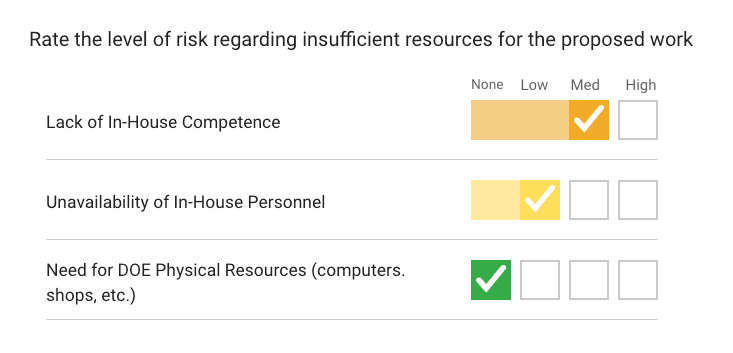 Rate the level of risk regarding insufficient resources for the proposed work
None Low Med High
Lack of In-House Competence
Unavailability of In-House Personnel
Need for DOE Physical Resources (computers.
shops, etc.)